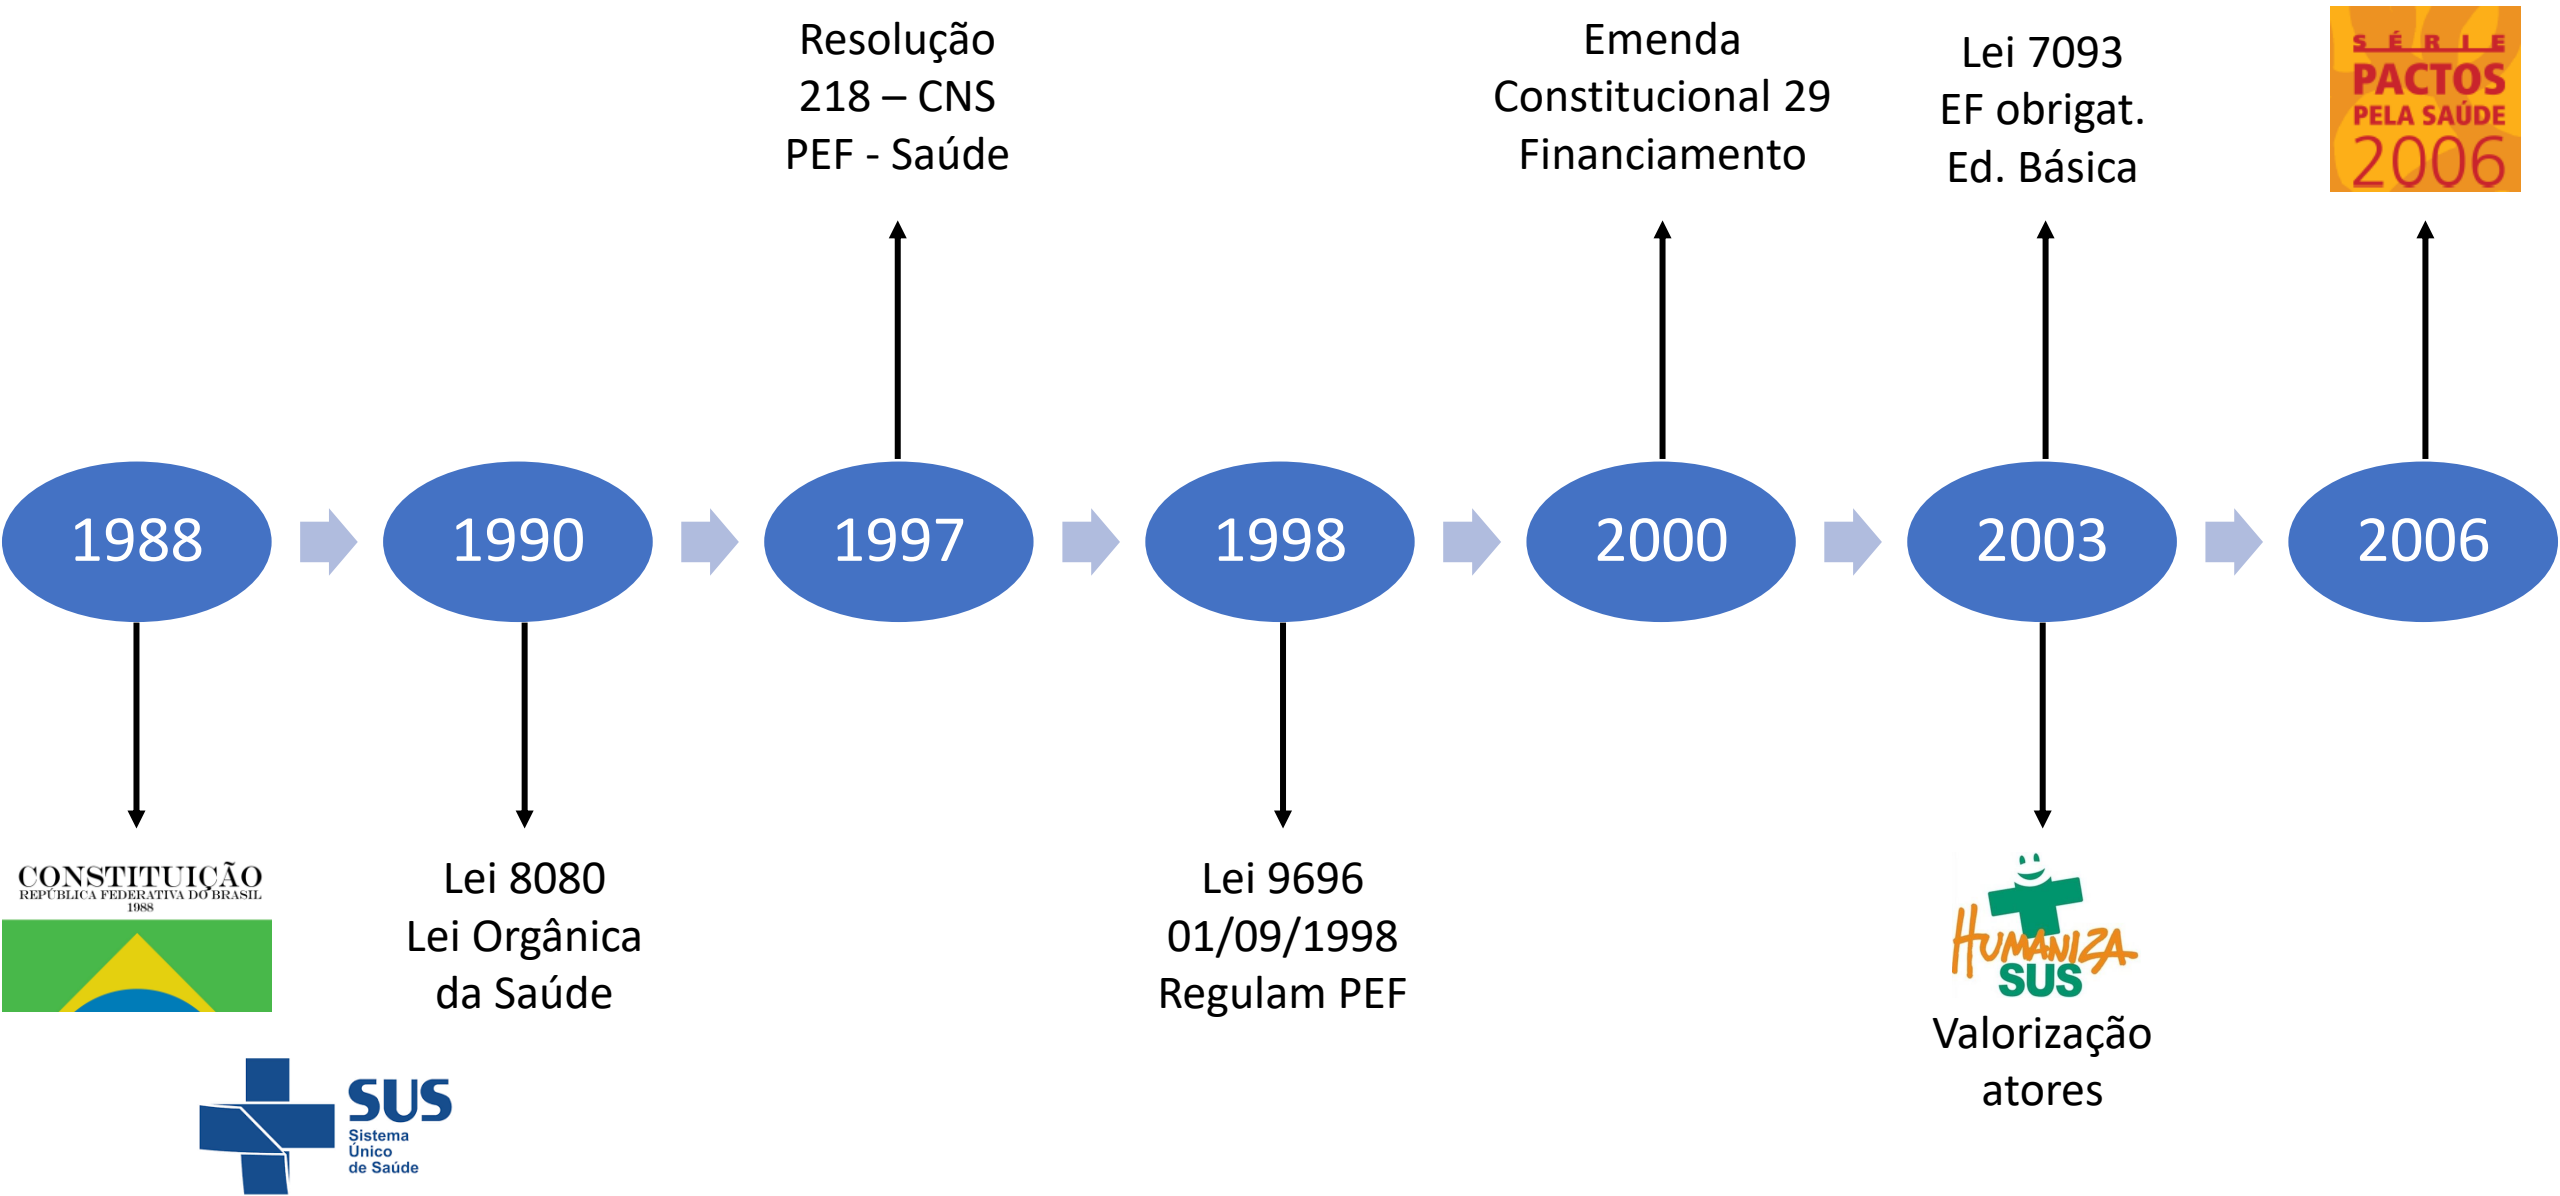 Resolução
218 – CNS
PEF - Saúde
Emenda
Constitucional 29
Financiamento
Lei 7093
EF obrigat.
Ed. Básica
SÉRIE
PACTOS
PELA SAÚDE
2006
1988
1990
1997
1998
2000
2003
2006
CONSTITUIÇÃO
REPÚBLICA FEDERATIVA DO BRASIL
1988
Lei 8080
Lei Orgânica
da Saúde
Lei 9696
01/09/1998
Regulam PEF
HUMANIZA
SUS
Valorização
atores
SUS
Sistema
Único
de Saúde